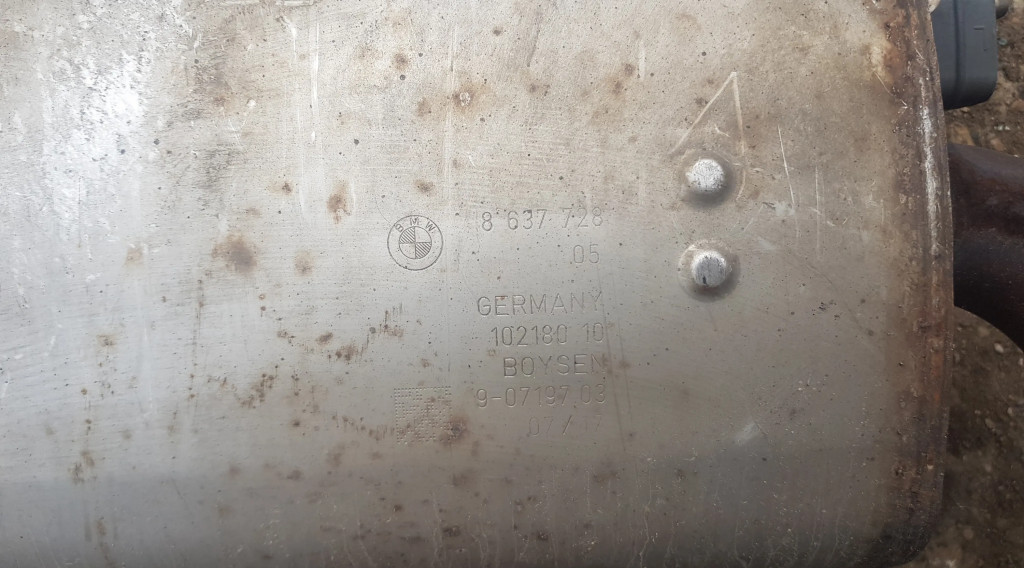 BMW
8 637 728
05
GERMANY
102180 10
BOYSEN
9-07197.03
07/17